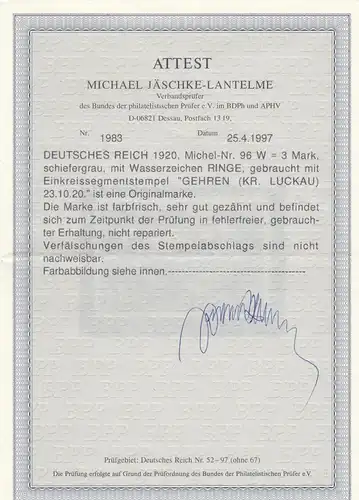 ATTEST
MICHAEL JÄSCHKE-LANTELME
Verbandsprüfer
des Bundes der philatelistischen Prüfer e.V. im BDPh und APHV
D-06821 Dessau, Postfach 1319,
Nr. 1983 Datum 25.4.1997
DEUTSCHES REICH 1920, Michel-Nr. 96 W = 3 Mark,
schiefergrau, mit Wasserzeichen RINGE, gebraucht mit
Einkreissegmentstempel "GEHREN (KR. LUCKAU)
23.10.20." ist eine Originalmarke.
Die Marke ist farbfrisch, sehr gut gezähnt und befindet
sich zum Zeitpunkt der Prüfung in fehlerfreier, gebrauch-
ter Erhaltung, nicht repariert.
Verfälschungen des Stempelabschlags sind nicht
nachweisbar.
Farbabbildung siehe innen.----------------------------------------
Prüfgebiet: Deutsches Reich Nr. 52–97 (ohne 67)
Die Prüfung erfolgte auf Grund der Prüfordnung des Bundes der Philatelistischen Prüfer e.V.